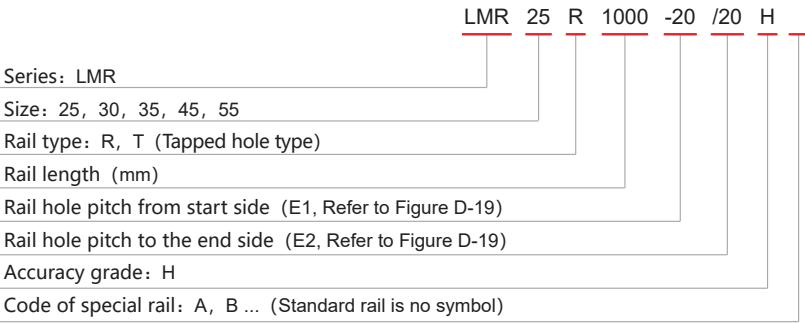 LMR 25 R 1000 -20 /20 H
Series：LMR
Size：25，30，35，45，55
Rail type：R，T（Tapped hole type）
Rail length（mm）
Rail hole pitch from start side（E1, Refer to Figure D-19）
Rail hole pitch to the end side（E2, Refer to Figure D-19）
Accuracy grade：H
Code of special rail：A，B ...（Standard rail is no symbol）